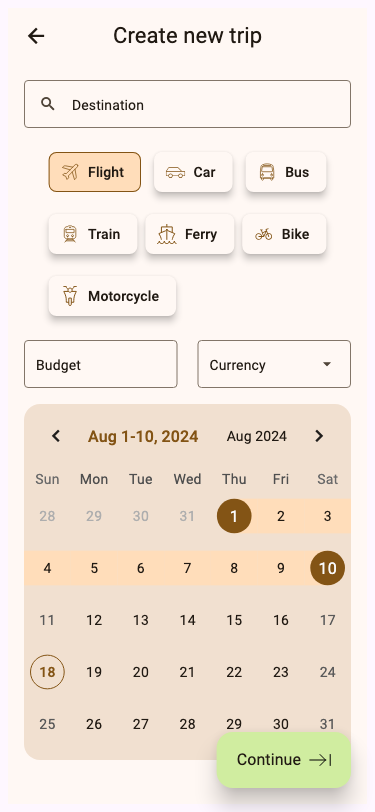 Create new trip
Destination
Flight Car Bus
Train Ferry Bike
Motorcycle
Budget Currency
Aug 1-10, 2024 Aug 2024
Sun Mon Tue Wed Thu Fri Sat
28 29 30 31 1 2 3
4 5 6 7 8 9 10
11 12 13 14 15 16 17
18 19 20 21 22 23 24
25 26 27 28 29 30 31
Continue